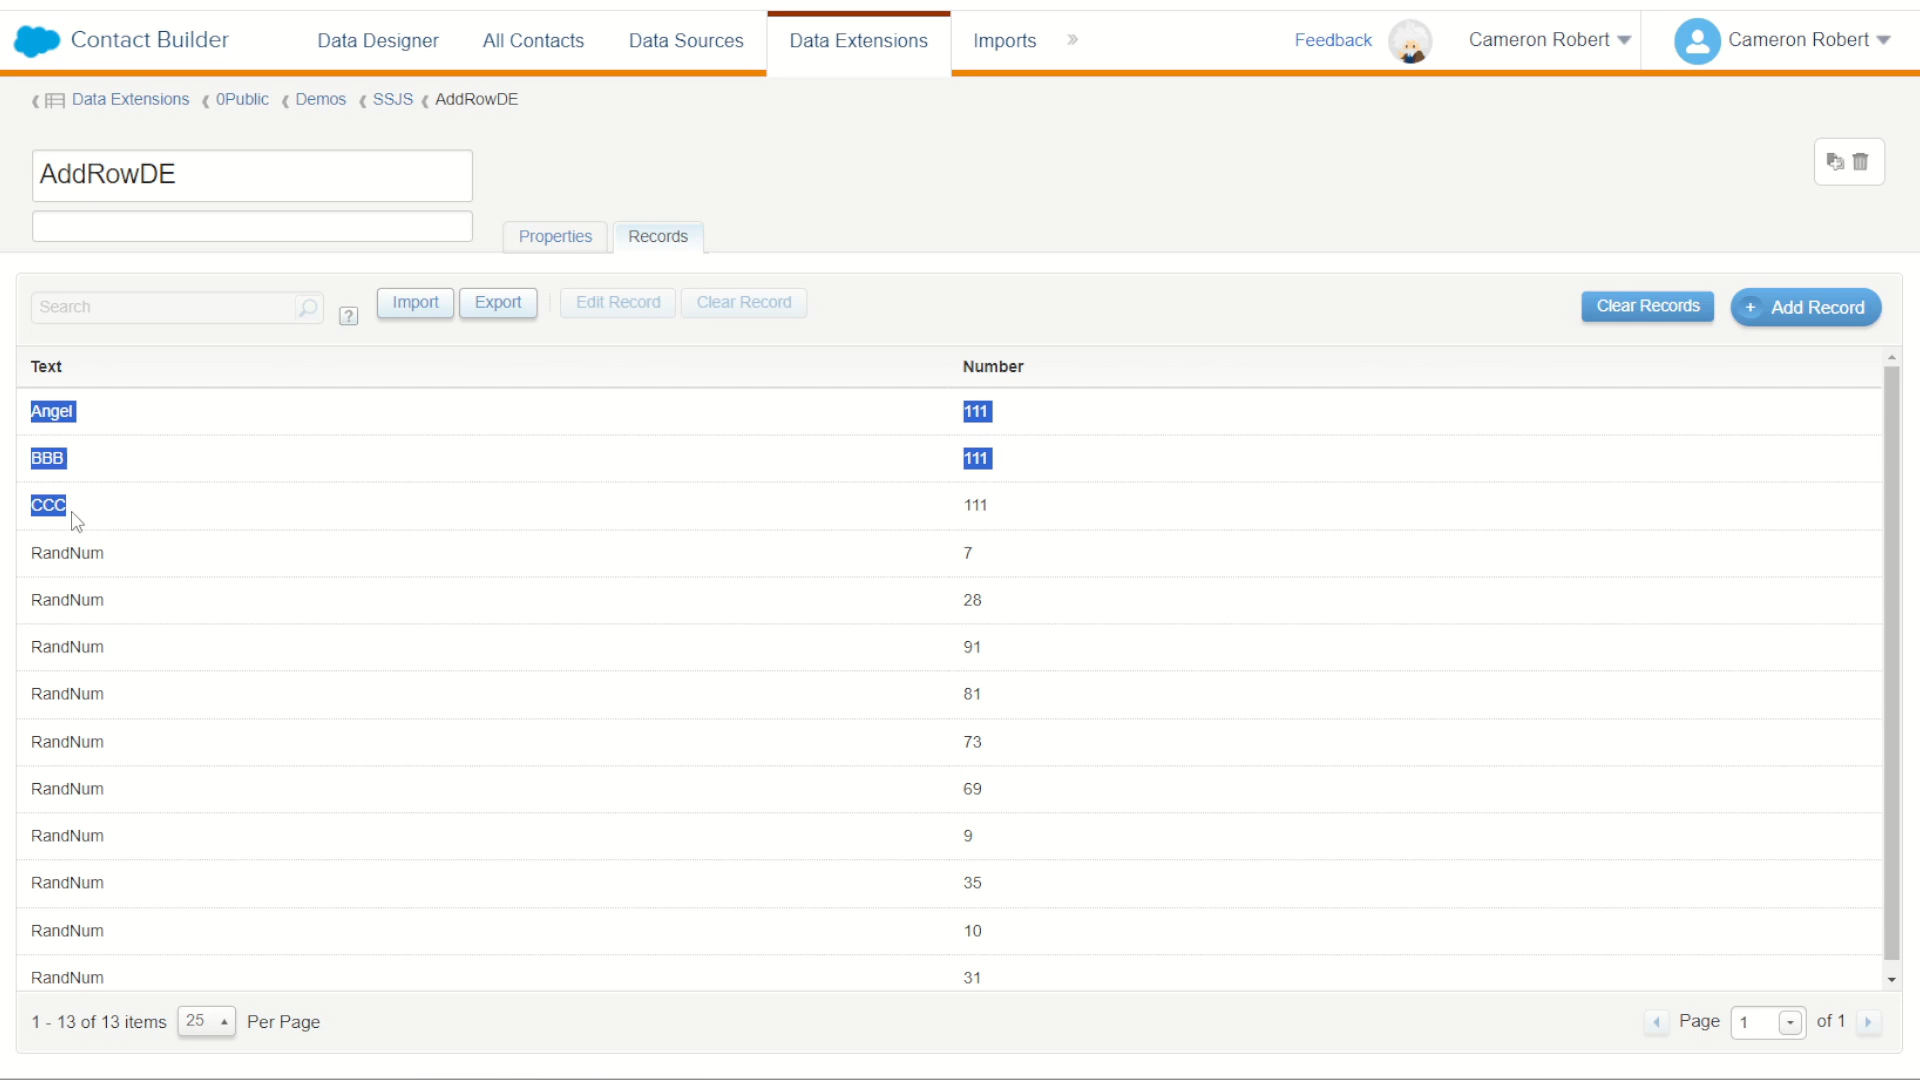 Contact Builder Data Designer All Contacts Data Sources Data Extensions Imports » Feedback Cameron Robert Cameron Robert
Data Extensions 0Public Demos SSJS AddRowDE
AddRowDE
Properties Records
Search ? Import Export Edit Record Clear Record Clear Records + Add Record
Text Number
Angel 111
BBB 111
CCC 111
RandNum 7
RandNum 28
RandNum 91
RandNum 81
RandNum 73
RandNum 69
RandNum 9
RandNum 35
RandNum 10
RandNum 31
1 - 13 of 13 items 25 Per Page Page 1 of 1